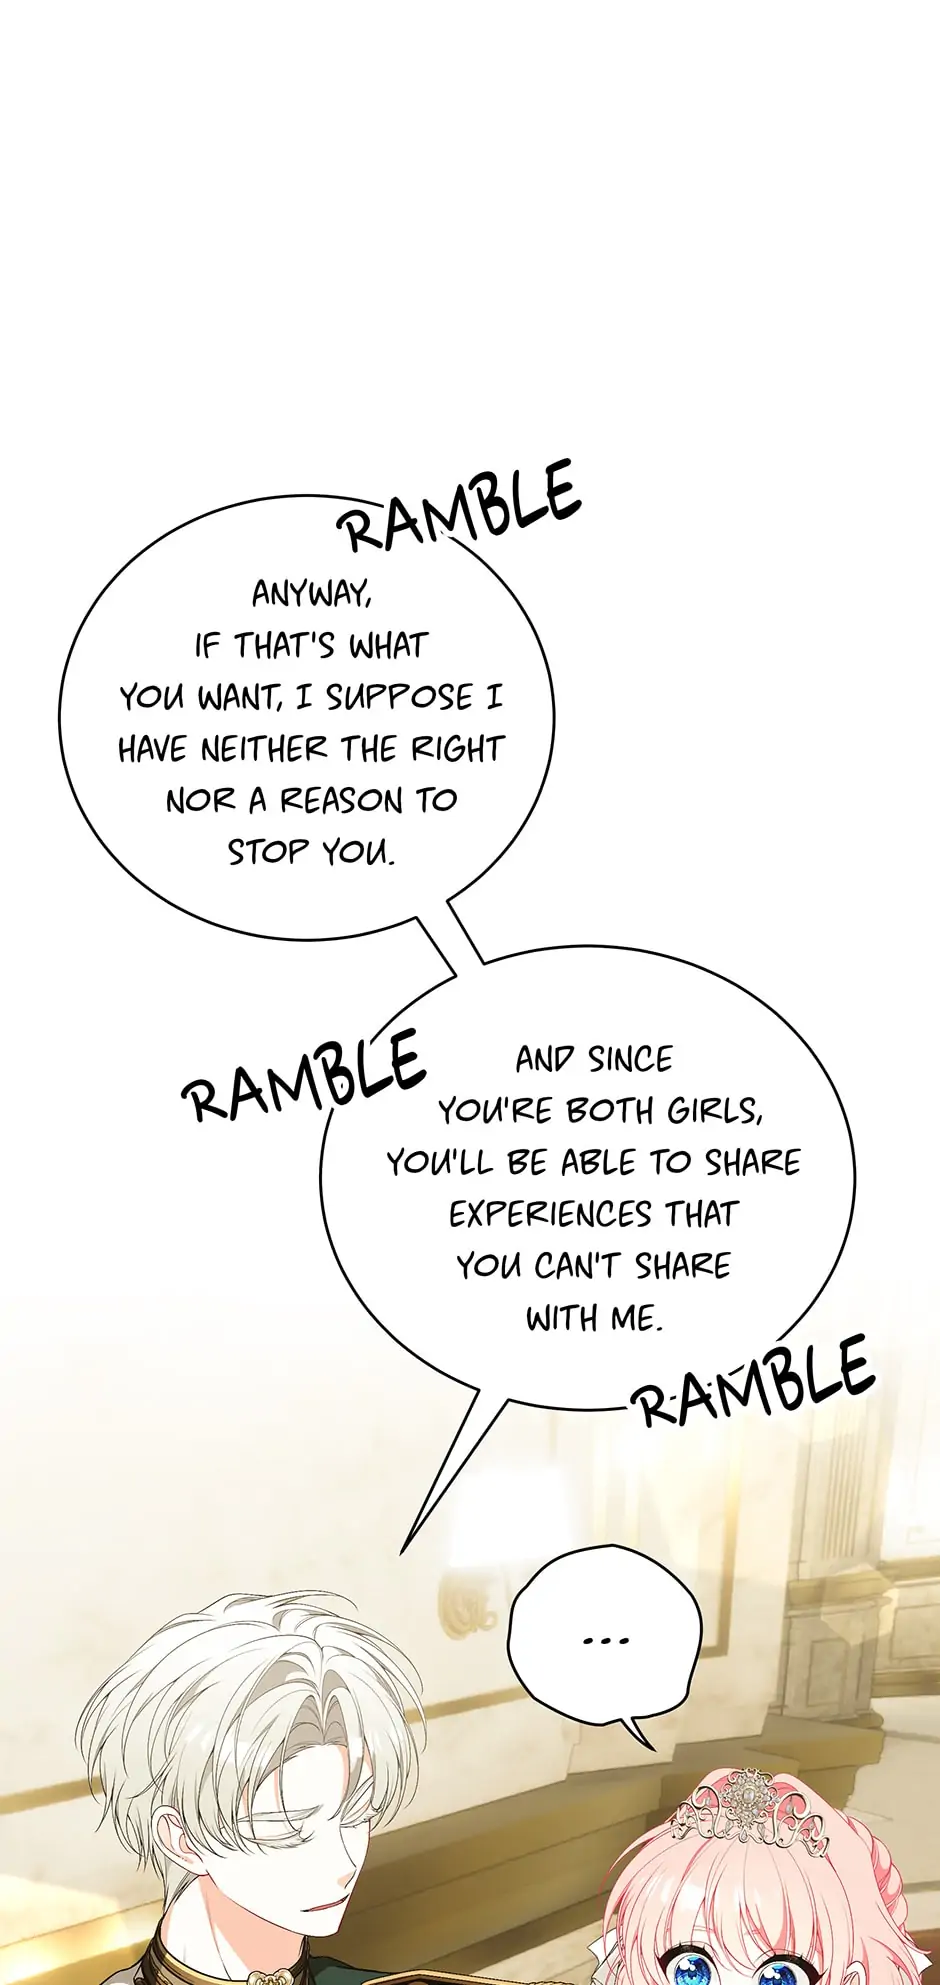 RAMBLE
ANYWAY,
IF THAT'S WHAT
YOU WANT, I SUPPOSE I
HAVE NEITHER THE RIGHT
NOR A REASON TO
STOP YOU.
RAMBLE
AND SINCE
YOU'RE BOTH GIRLS,
YOU'LL BE ABLE TO SHARE
EXPERIENCES THAT
YOU CAN'T SHARE
WITH ME.
RAMBLE
...